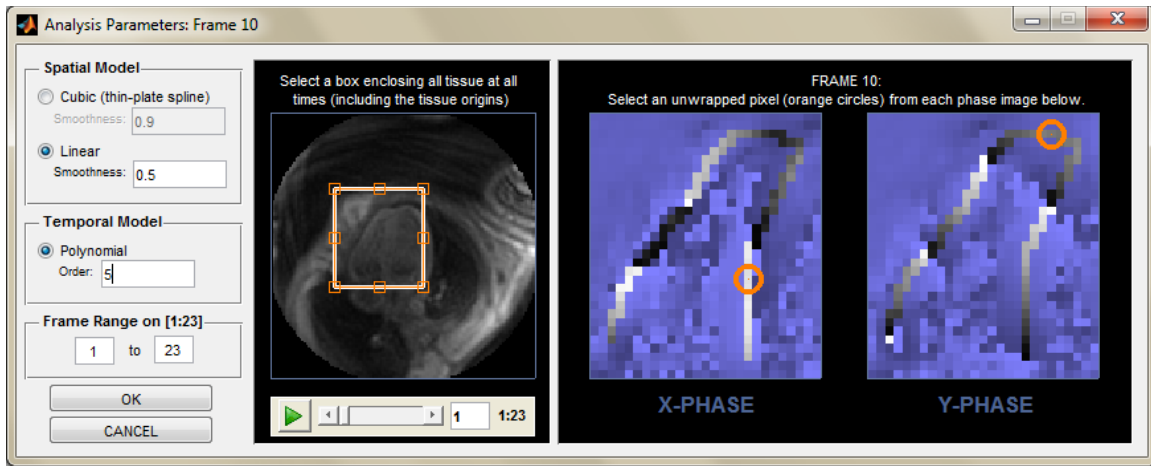 Analysis Parameters: Frame 10
Spatial Model
Cubic (thin-plate spline)
Smoothness: 0.9
Linear
Smoothness: 0.5
Temporal Model
Polynomial
Order: 5
Frame Range on [1:23]
1 to 23
OK
CANCEL
Select a box enclosing all tissue at all
times (including the tissue origins)
1 1:23
FRAME 10:
Select an unwrapped pixel (orange circles) from each phase image below.
X-PHASE
Y-PHASE